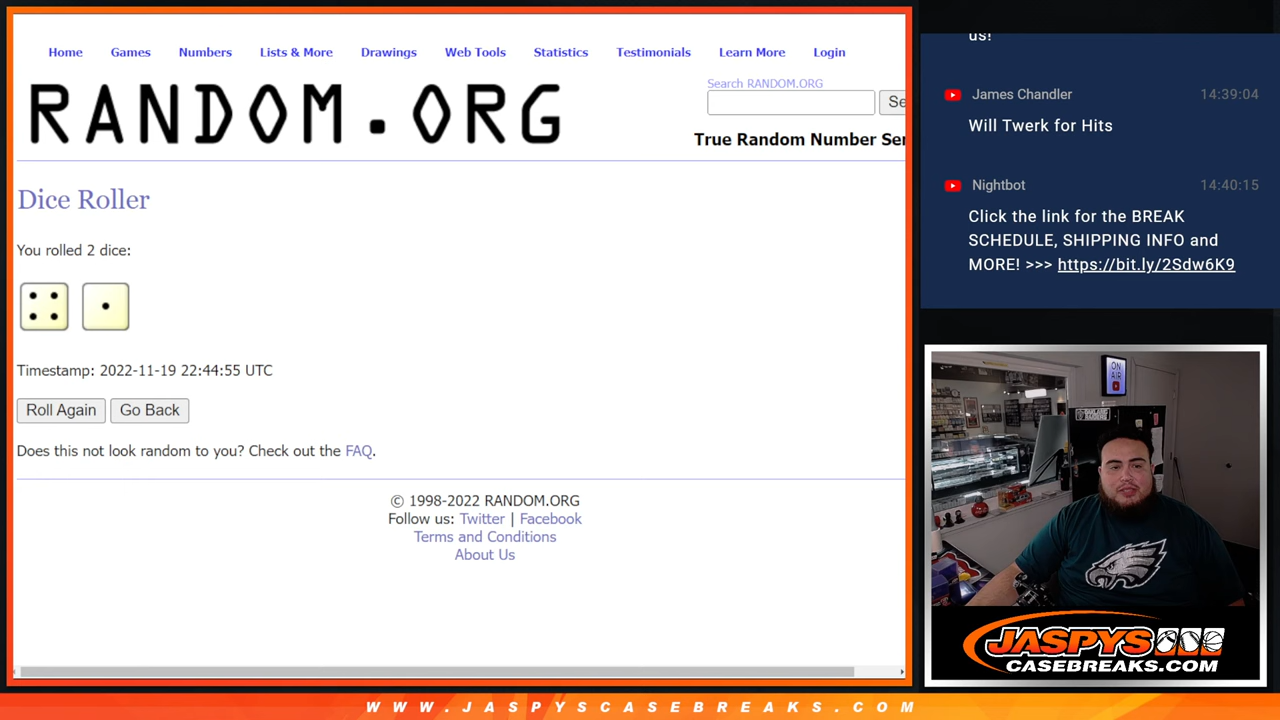 Home Games Numbers Lists & More Drawings Web Tools Statistics Testimonials Learn More Login
RANDOM.ORG
Search RANDOM.ORG
Se
True Random Number Ser
Dice Roller
You rolled 2 dice:
Timestamp: 2022-11-19 22:44:55 UTC
Roll Again Go Back
Does this not look random to you? Check out the FAQ.
© 1998-2022 RANDOM.ORG
Follow us: Twitter | Facebook
Terms and Conditions
About Us
us!
James Chandler 14:39:04
Will Twerk for Hits
Nightbot 14:40:15
Click the link for the BREAK
SCHEDULE, SHIPPING INFO and
MORE! >>> https://bit.ly/2Sdw6K9
ON
AIR
JASPYS
CASEBREAKS.COM
WWW.JASPYSCASEBREAKS.COM